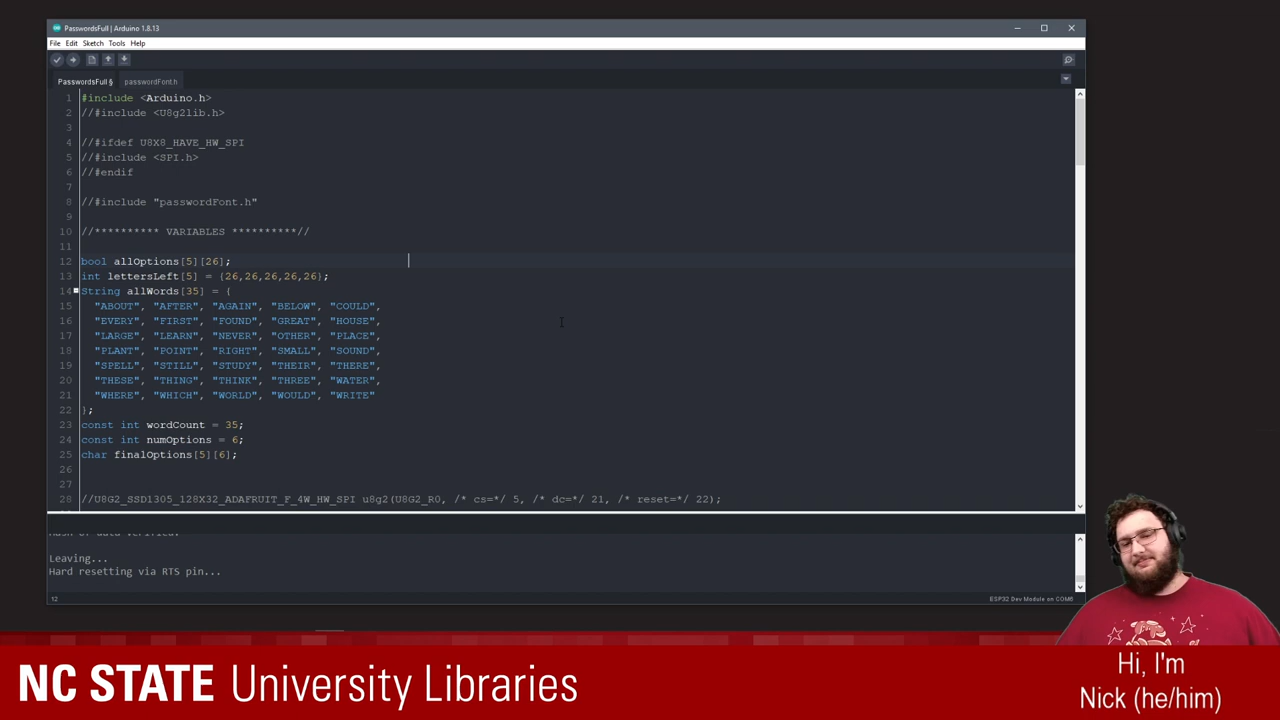 PasswordsFull | Arduino 1.8.13
File Edit Sketch Tools Help
PasswordsFull § passwordFont.h
1 #include <Arduino.h>
2 //#include <U8g2lib.h>
3
4 //#ifdef U8X8_HAVE_HW_SPI
5 //#include <SPI.h>
6 //#endif
7
8 //#include "passwordFont.h"
9
10 //********** VARIABLES **********//
11
12 bool allOptions[5][26];
13 int lettersLeft[5] = {26,26,26,26,26};
14 String allWords[35] = {
15 "ABOUT", "AFTER", "AGAIN", "BELOW", "COULD",
16 "EVERY", "FIRST", "FOUND", "GREAT", "HOUSE",
17 "LARGE", "LEARN", "NEVER", "OTHER", "PLACE",
18 "PLANT", "POINT", "RIGHT", "SMALL", "SOUND",
19 "SPELL", "STILL", "STUDY", "THEIR", "THERE",
20 "THESE", "THING", "THINK", "THREE", "WATER",
21 "WHERE", "WHICH", "WORLD", "WOULD", "WRITE"
22 };
23 const int wordCount = 35;
24 const int numOptions = 6;
25 char finalOptions[5][6];
26
27
28 //U8G2_SSD1305_128X32_ADAFRUIT_F_4W_HW_SPI u8g2(U8G2_R0, /* cs=*/ 5, /* dc=*/ 21, /* reset=*/ 22);
Leaving...
Hard resetting via RTS pin...
12 ESP32 Dev Module on COM6
NC STATE University Libraries
Hi, I'm
Nick (he/him)